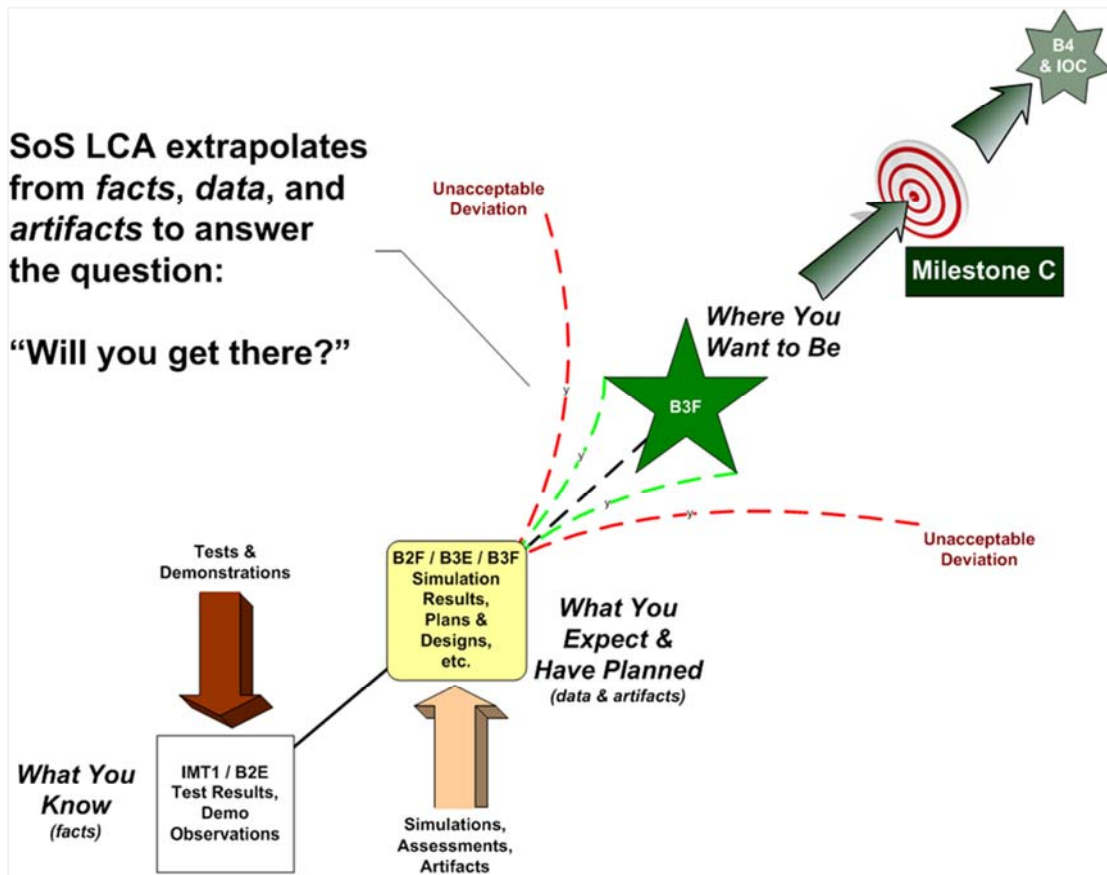 B4
& IOC
SoS LCA extrapolates
from facts, data, and
artifacts to answer
the question:
“Will you get there?”
Unacceptable
Deviation
Milestone C
Where You
Want to Be
B3F
y
y
y
y
Unacceptable
Deviation
Tests &
Demonstrations
B2F / B3E / B3F
Simulation
Results,
Plans &
Designs,
etc.
What You
Expect &
Have Planned
(data & artifacts)
What You
Know
(facts)
IMT1 / B2E
Test Results,
Demo
Observations
Simulations,
Assessments,
Artifacts